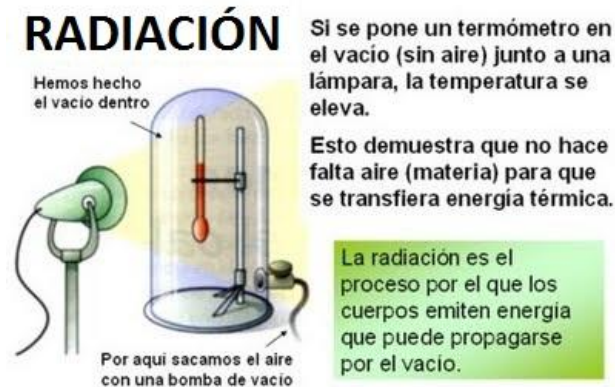 RADIACIÓN
Hemos hecho
el vacío dentro
Por aquí sacamos el aire
con una bomba de vacío
Si se pone un termómetro en
el vacío (sin aire) junto a una
lámpara, la temperatura se
eleva.
Esto demuestra que no hace
falta aire (materia) para que
se transfiera energía térmica.
La radiación es el
proceso por el que los
cuerpos emiten energía
que puede propagarse
por el vacío.